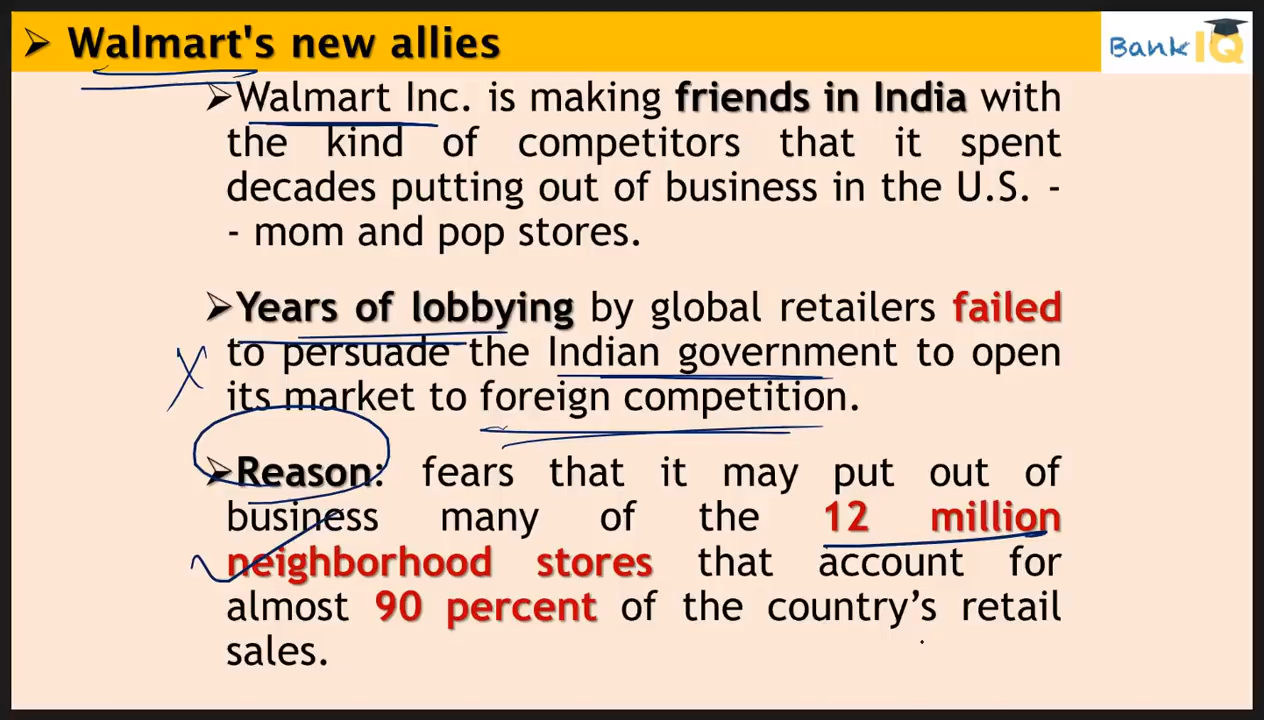 ➢ Walmart's new allies
Bank IQ
➢Walmart Inc. is making friends in India with
the kind of competitors that it spent
decades putting out of business in the U.S. -
- mom and pop stores.
➢Years of lobbying by global retailers failed
to persuade the Indian government to open
its market to foreign competition.
➢Reason: fears that it may put out of
business many of the 12 million
neighborhood stores that account for
almost 90 percent of the country’s retail
sales.